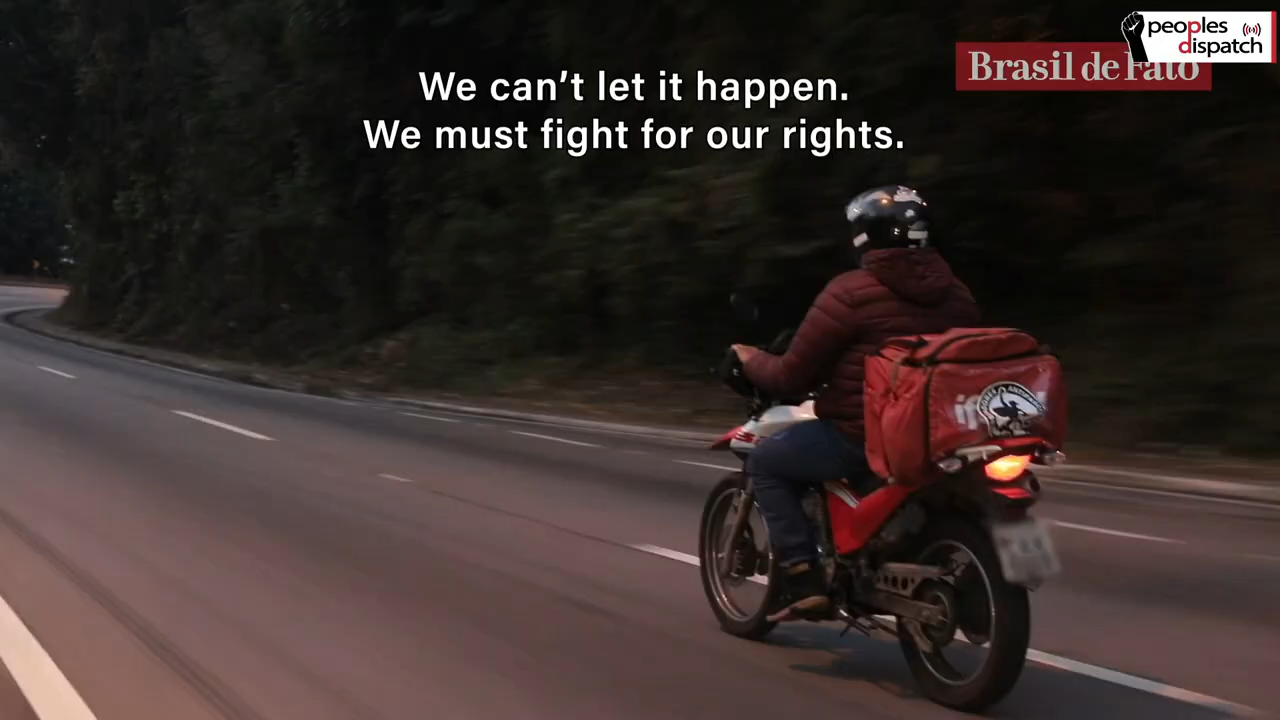 We can't let it happen.
We must fight for our rights.
peoples
dispatch
Brasil de Fato